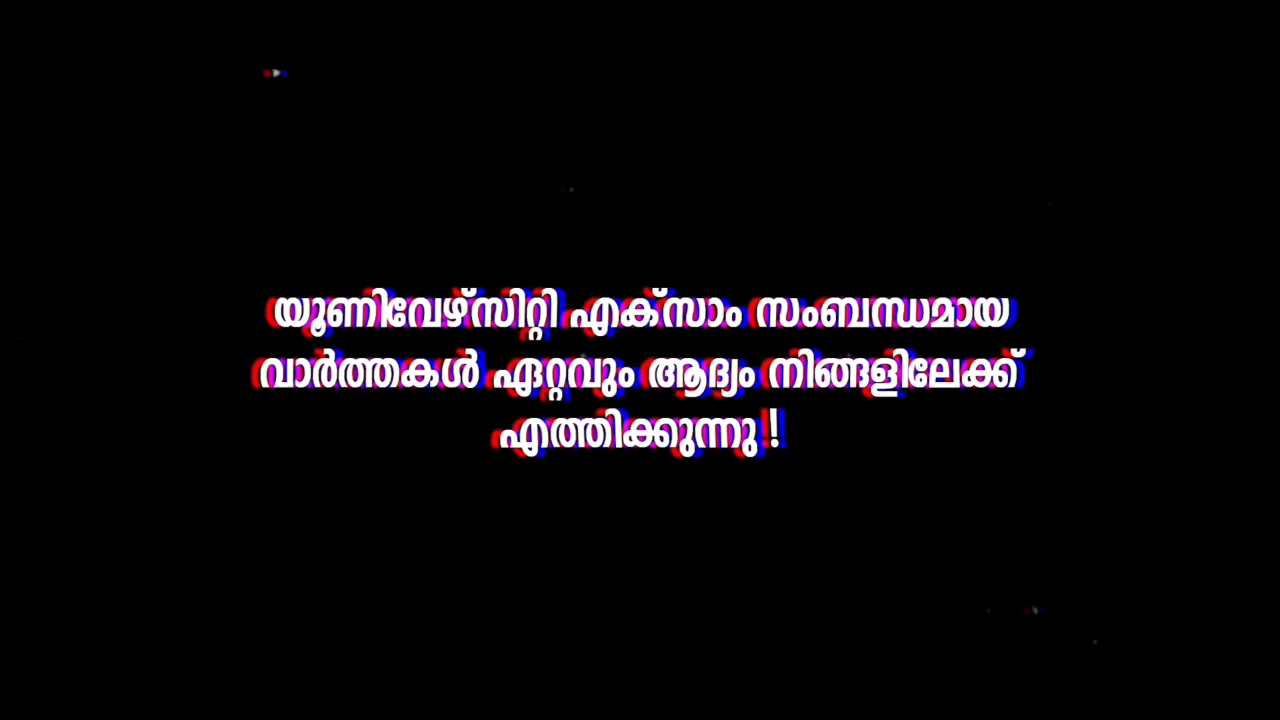 യൂണിവേഴ്സിറ്റി എക്സാം സംബന്ധമായ
വാർത്തകൾ ഏറ്റവും ആദ്യം നിങ്ങളിലേക്ക്
എത്തിക്കുന്നു !